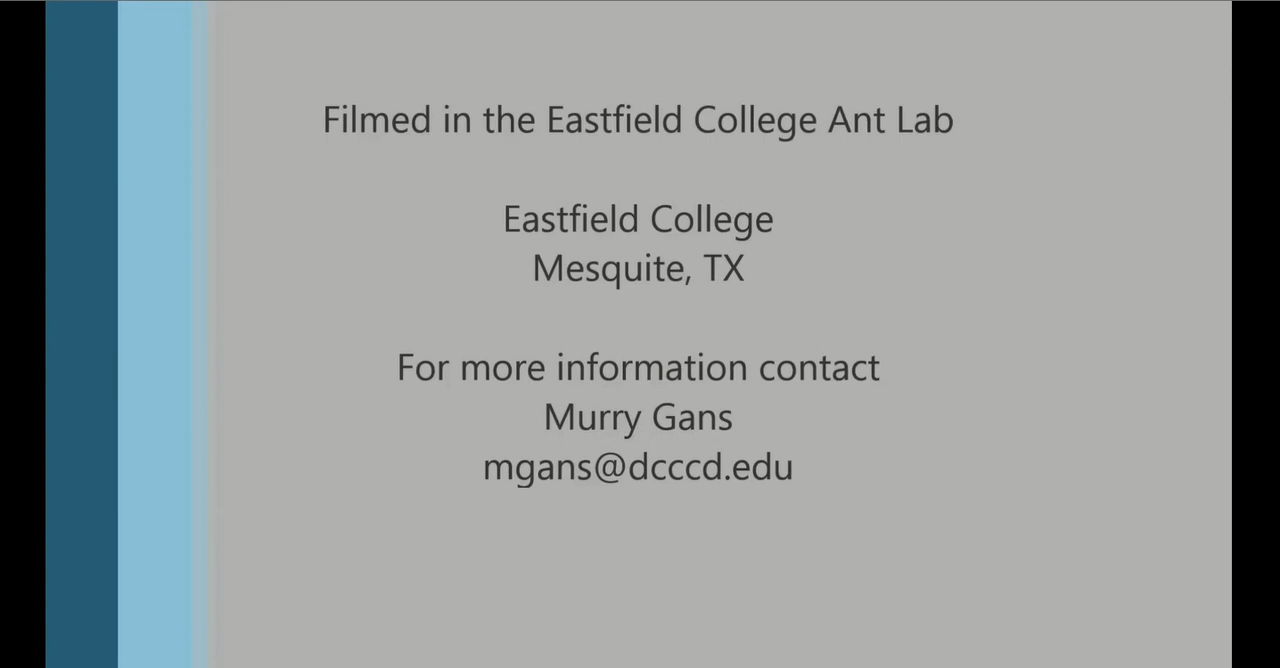 Filmed in the Eastfield College Ant Lab
Eastfield College
Mesquite, TX
For more information contact
Murry Gans
mgans@dcccd.edu